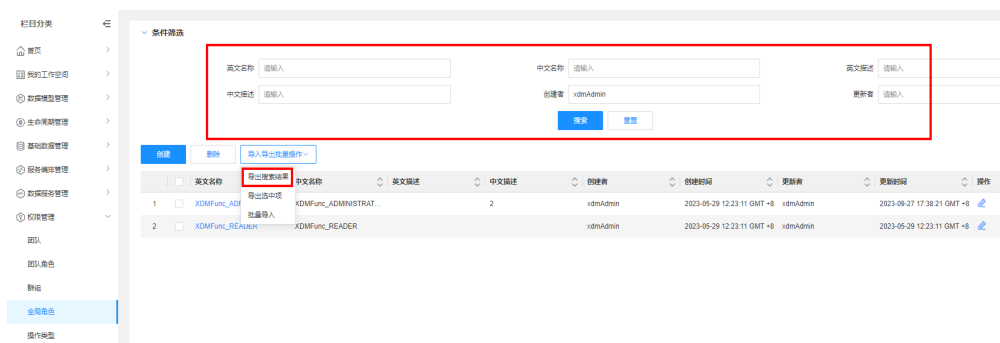 栏目分类
首页
我的工作空间
数据模型管理
生命周期管理
基础数据管理
服务编排管理
数据服务管理
权限管理
团队
团队角色
群组
全局角色
操作类型
条件筛选
英文名称 请输入 中文名称 请输入 英文描述 请输入
中文描述 请输入 创建者 xdmAdmin 更新者 请输入
搜索 重置
创建 删除 导入导出批量操作
导出搜索结果
导出选中项
批量导入
英文名称 中文名称 英文描述 中文描述 创建者 创建时间 更新者 更新时间 操作
1 XDMFunc_ADM XDMFunc_ADMINISTRAT... 2 xdmAdmin 2023-05-29 12:23:11 GMT +8 xdmAdmin 2023-09-27 17:38:21 GMT +8
2 XDMFunc_READER XDMFunc_READER xdmAdmin 2023-05-29 12:23:11 GMT +8 xdmAdmin 2023-05-29 12:23:11 GMT +8